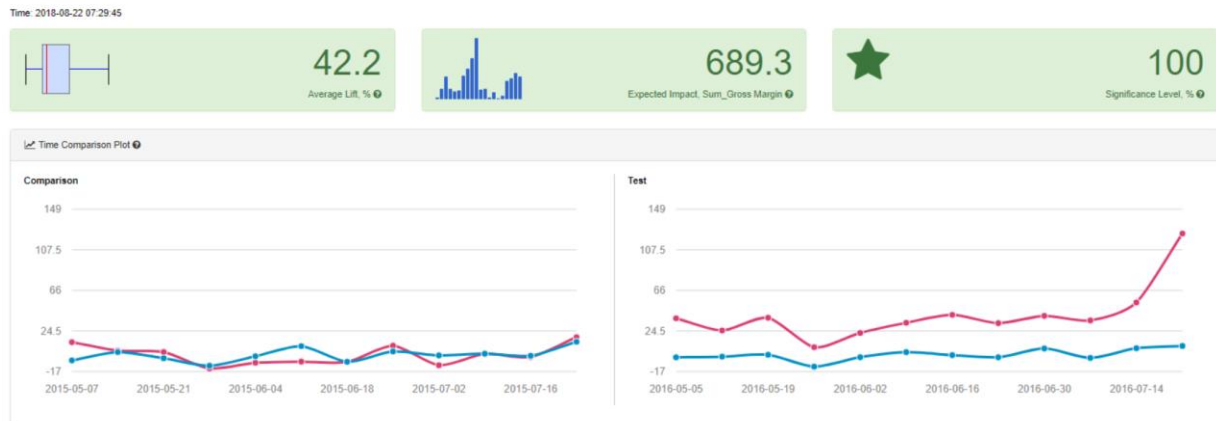 Time: 2018-08-22 07:29:45
42.2
Average Lift, %
689.3
Expected Impact, Sum_Gross Margin
100
Significance Level, %
Time Comparison Plot
Comparison
149
107.5
66
24.5
-17
2015-05-07 2015-05-21 2015-06-04 2015-06-18 2015-07-02 2015-07-16
Test
149
107.5
66
24.5
-17
2016-05-05 2016-05-19 2016-06-02 2016-06-16 2016-06-30 2016-07-14